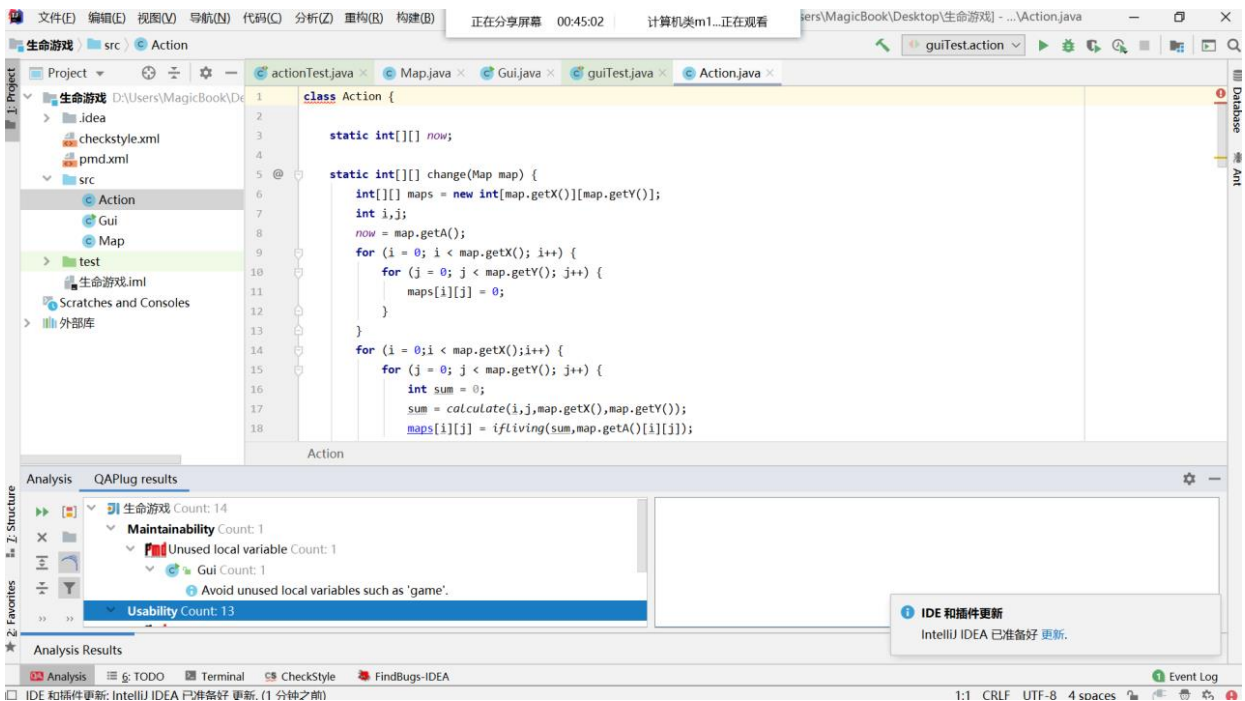 文件(F) 编辑(E) 视图(V) 导航(N) 代码(C) 分析(Z) 重构(R) 构建(B) 正在分享屏幕 00:45:02 计算机类m1...正在观看 sers\MagicBook\Desktop\生命游戏] - ...\Action.java
生命游戏 src Action guiTest.action
Project actionTest.java Map.java Gui.java guiTest.java Action.java
1: Project
生命游戏 D:\Users\MagicBook\De
.idea
checkstyle.xml
pmd.xml
src
Action
Gui
Map
test
生命游戏.iml
Scratches and Consoles
外部库
1 class Action {
2
3 static int[][] now;
4
5 @ static int[][] change(Map map) {
6 int[][] maps = new int[map.getX()][map.getY()];
7 int i,j;
8 now = map.getA();
9 for (i = 0; i < map.getX(); i++) {
10 for (j = 0; j < map.getY(); j++) {
11 maps[i][j] = 0;
12 }
13 }
14 for (i = 0;i < map.getX();i++) {
15 for (j = 0; j < map.getY(); j++) {
16 int sum = 0;
17 sum = calculate(i,j,map.getX(),map.getY());
18 maps[i][j] = ifliving(sum,map.getA()[i][j]);
Action
Database
Ant
Analysis QAPlug results
Z: Structure
2: Favorites
生命游戏 Count: 14
Maintainability Count: 1
Unused local variable Count: 1
Gui Count: 1
Avoid unused local variables such as 'game'.
Usability Count: 13
IDE 和插件更新
IntelliJ IDEA 已准备好 更新.
Analysis Results
Analysis 6: TODO Terminal CheckStyle FindBugs-IDEA 1 Event Log
IDE 和插件更新: IntelliJ IDEA 已准备好 更新. (1 分钟之前) 1:1 CRLF UTF-8 4 spaces